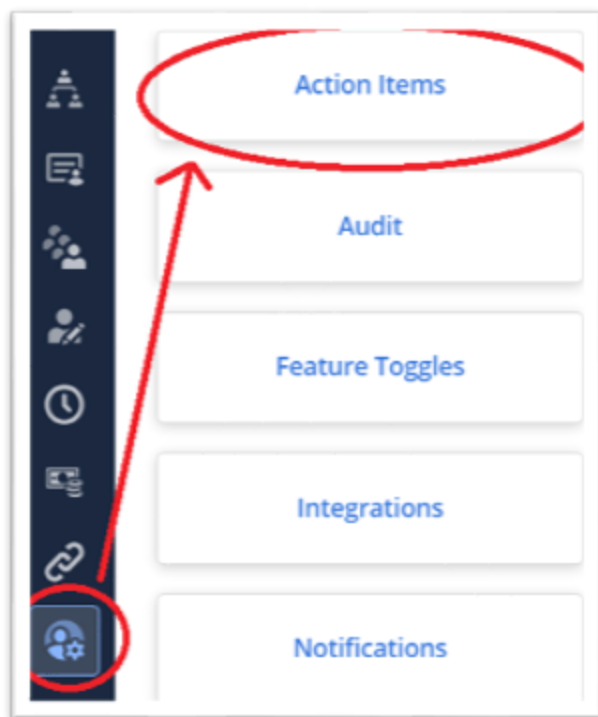 Action Items
Audit
Feature Toggles
Integrations
Notifications